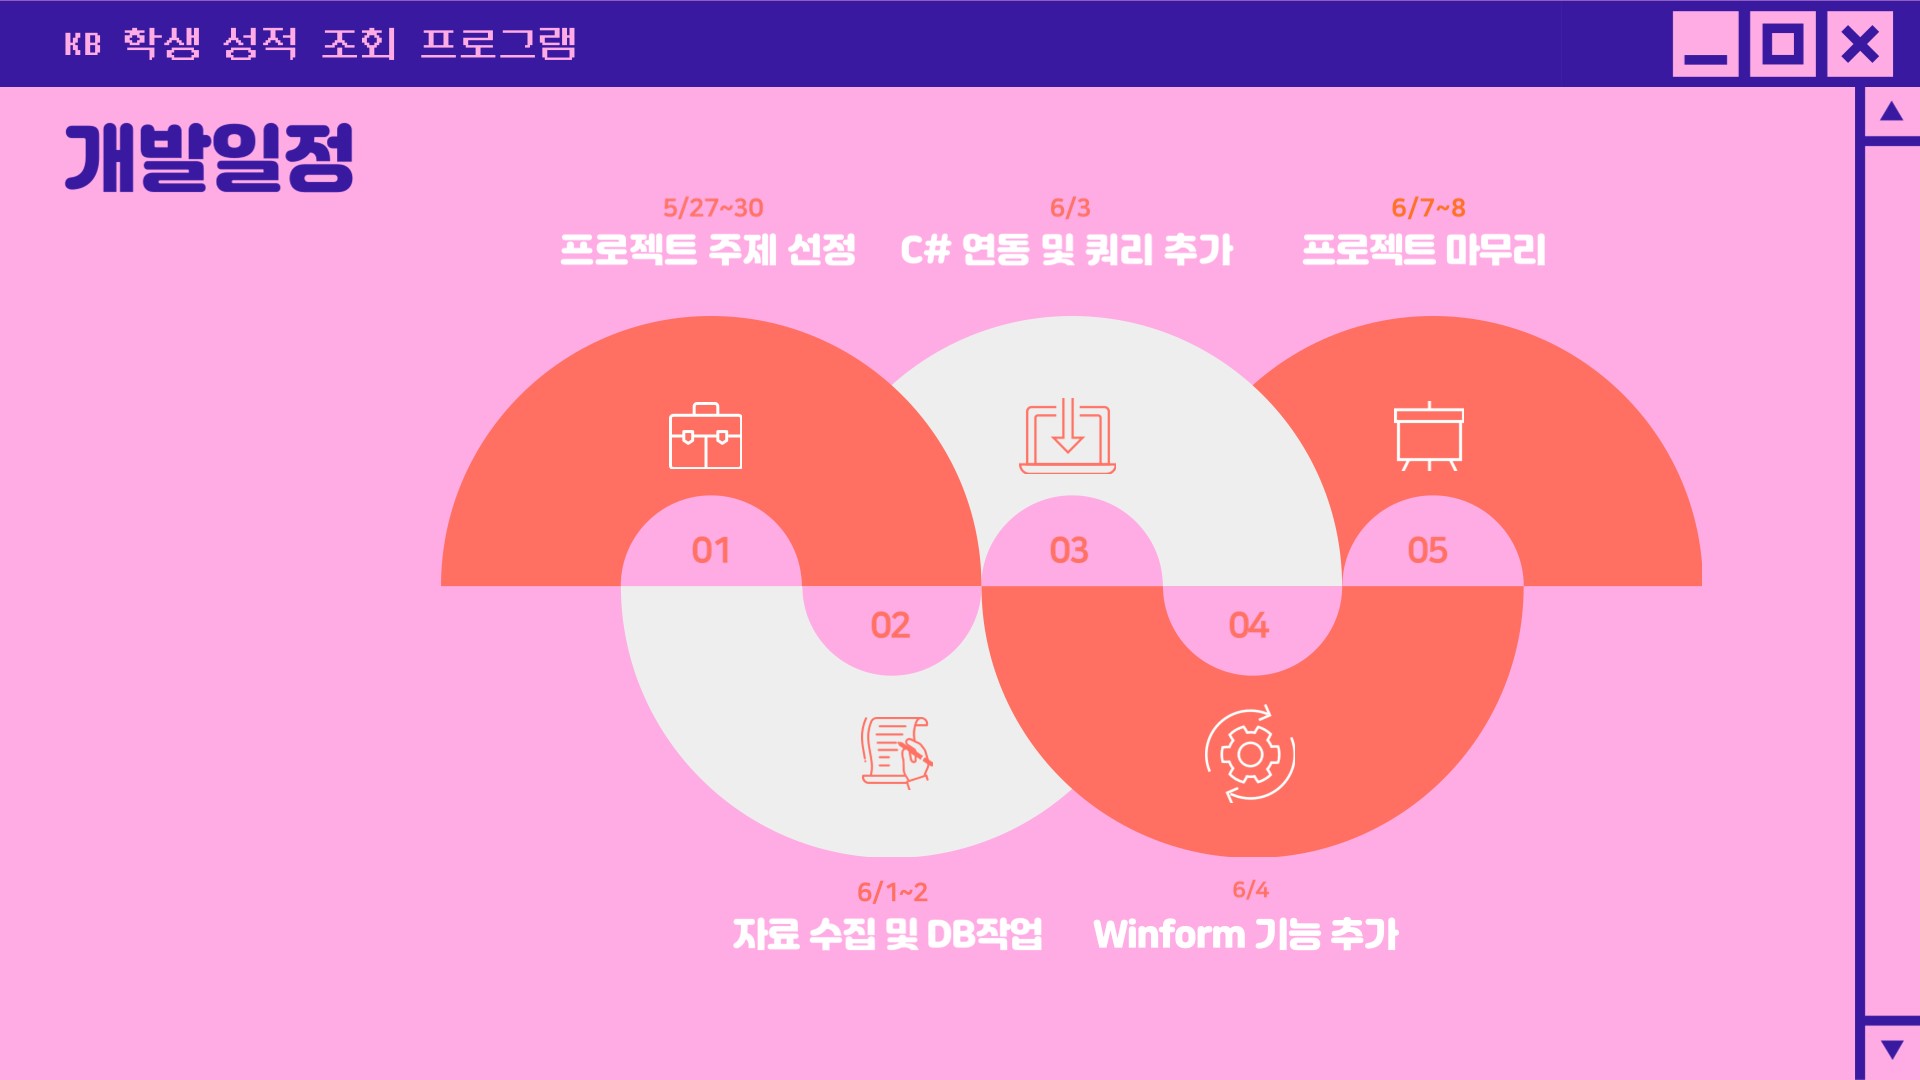 KB 학생 성적 조회 프로그램
개발일정
5/27~30
프로젝트 주제 선정
6/3
C# 연동 및 쿼리 추가
6/7~8
프로젝트 마무리
01
03
05
02
04
6/1~2
자료 수집 및 DB작업
6/4
Winform 기능 추가